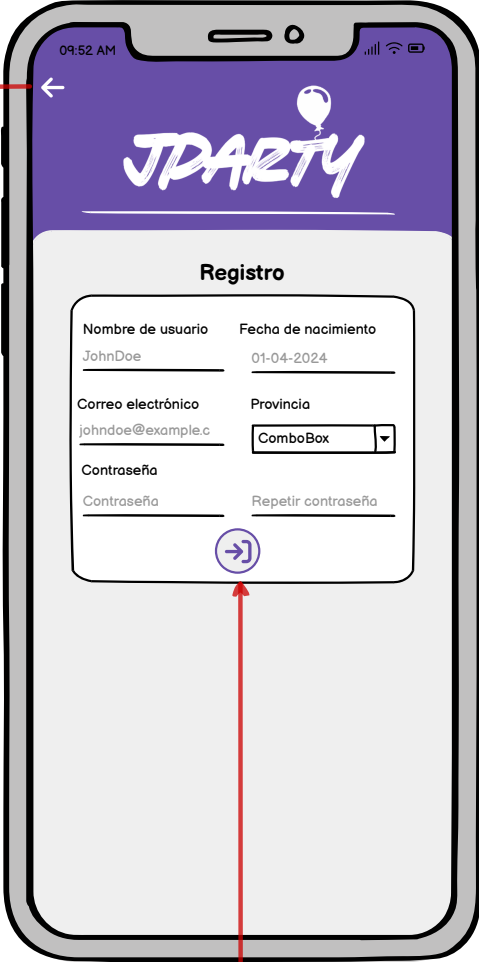 09:52 AM
JPARTY
Registro
Nombre de usuario Fecha de nacimiento
JohnDoe 01-04-2024
Correo electrónico Provincia
johndoe@example.c ComboBox
Contraseña
Contraseña Repetir contraseña